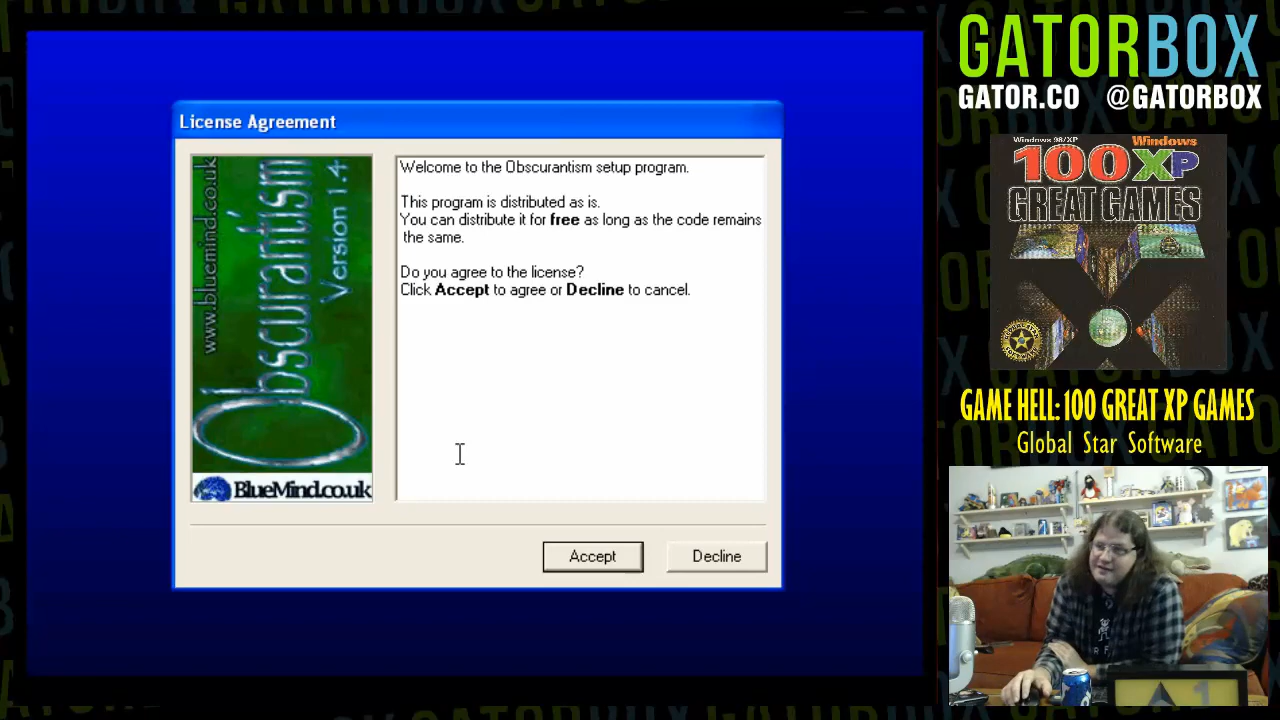 License Agreement
www.bluemind.co.uk
Obscurantism
Version 1.4
BlueMind.co.uk
Welcome to the Obscurantism setup program.
This program is distributed as is.
You can distribute it for free as long as the code remains
the same.
Do you agree to the license?
Click Accept to agree or Decline to cancel.
Accept
Decline
GATORBOX
GATOR.CO @GATORBOX
Windows 98/XP
Windows
100 XP
GREAT GAMES
GAME HELL: 100 GREAT XP GAMES
Global Star Software